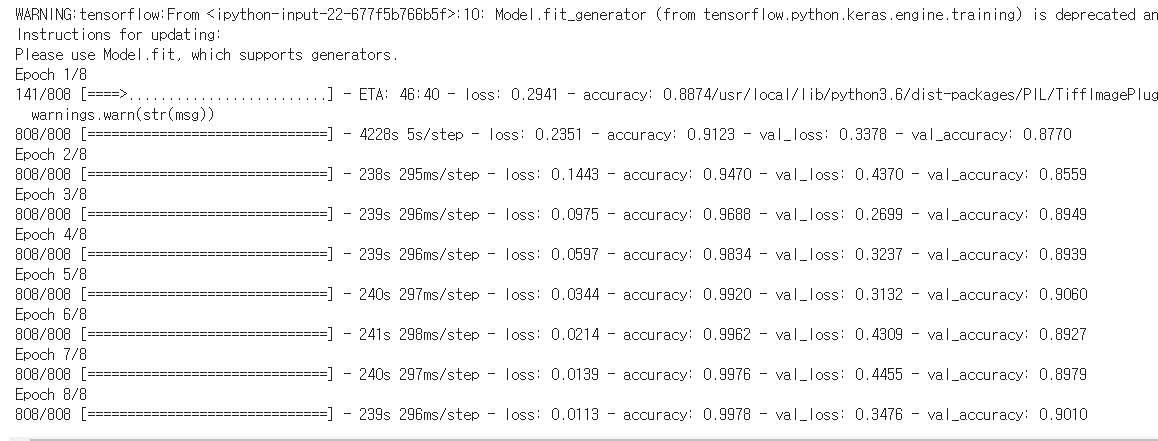 WARNING:tensorflow:From <ipython-input-22-677f5b766b5f>:10: Model.fit_generator (from tensorflow.python.keras.engine.training) is deprecated an
Instructions for updating:
Please use Model.fit, which supports generators.
Epoch 1/8
141/808 [====>.........................] - ETA: 46:40 - loss: 0.2941 - accuracy: 0.8874/usr/local/lib/python3.6/dist-packages/PIL/TiffImagePlug
warnings.warn(str(msg))
808/808 [==============================] - 4228s 5s/step - loss: 0.2351 - accuracy: 0.9123 - val_loss: 0.3378 - val_accuracy: 0.8770
Epoch 2/8
808/808 [==============================] - 238s 295ms/step - loss: 0.1443 - accuracy: 0.9470 - val_loss: 0.4370 - val_accuracy: 0.8559
Epoch 3/8
808/808 [==============================] - 239s 296ms/step - loss: 0.0975 - accuracy: 0.9688 - val_loss: 0.2699 - val_accuracy: 0.8949
Epoch 4/8
808/808 [==============================] - 239s 296ms/step - loss: 0.0597 - accuracy: 0.9834 - val_loss: 0.3237 - val_accuracy: 0.8939
Epoch 5/8
808/808 [==============================] - 240s 297ms/step - loss: 0.0344 - accuracy: 0.9920 - val_loss: 0.3132 - val_accuracy: 0.9060
Epoch 6/8
808/808 [==============================] - 241s 298ms/step - loss: 0.0214 - accuracy: 0.9962 - val_loss: 0.4309 - val_accuracy: 0.8927
Epoch 7/8
808/808 [==============================] - 240s 297ms/step - loss: 0.0139 - accuracy: 0.9976 - val_loss: 0.4455 - val_accuracy: 0.8979
Epoch 8/8
808/808 [==============================] - 239s 296ms/step - loss: 0.0113 - accuracy: 0.9978 - val_loss: 0.3476 - val_accuracy: 0.9010